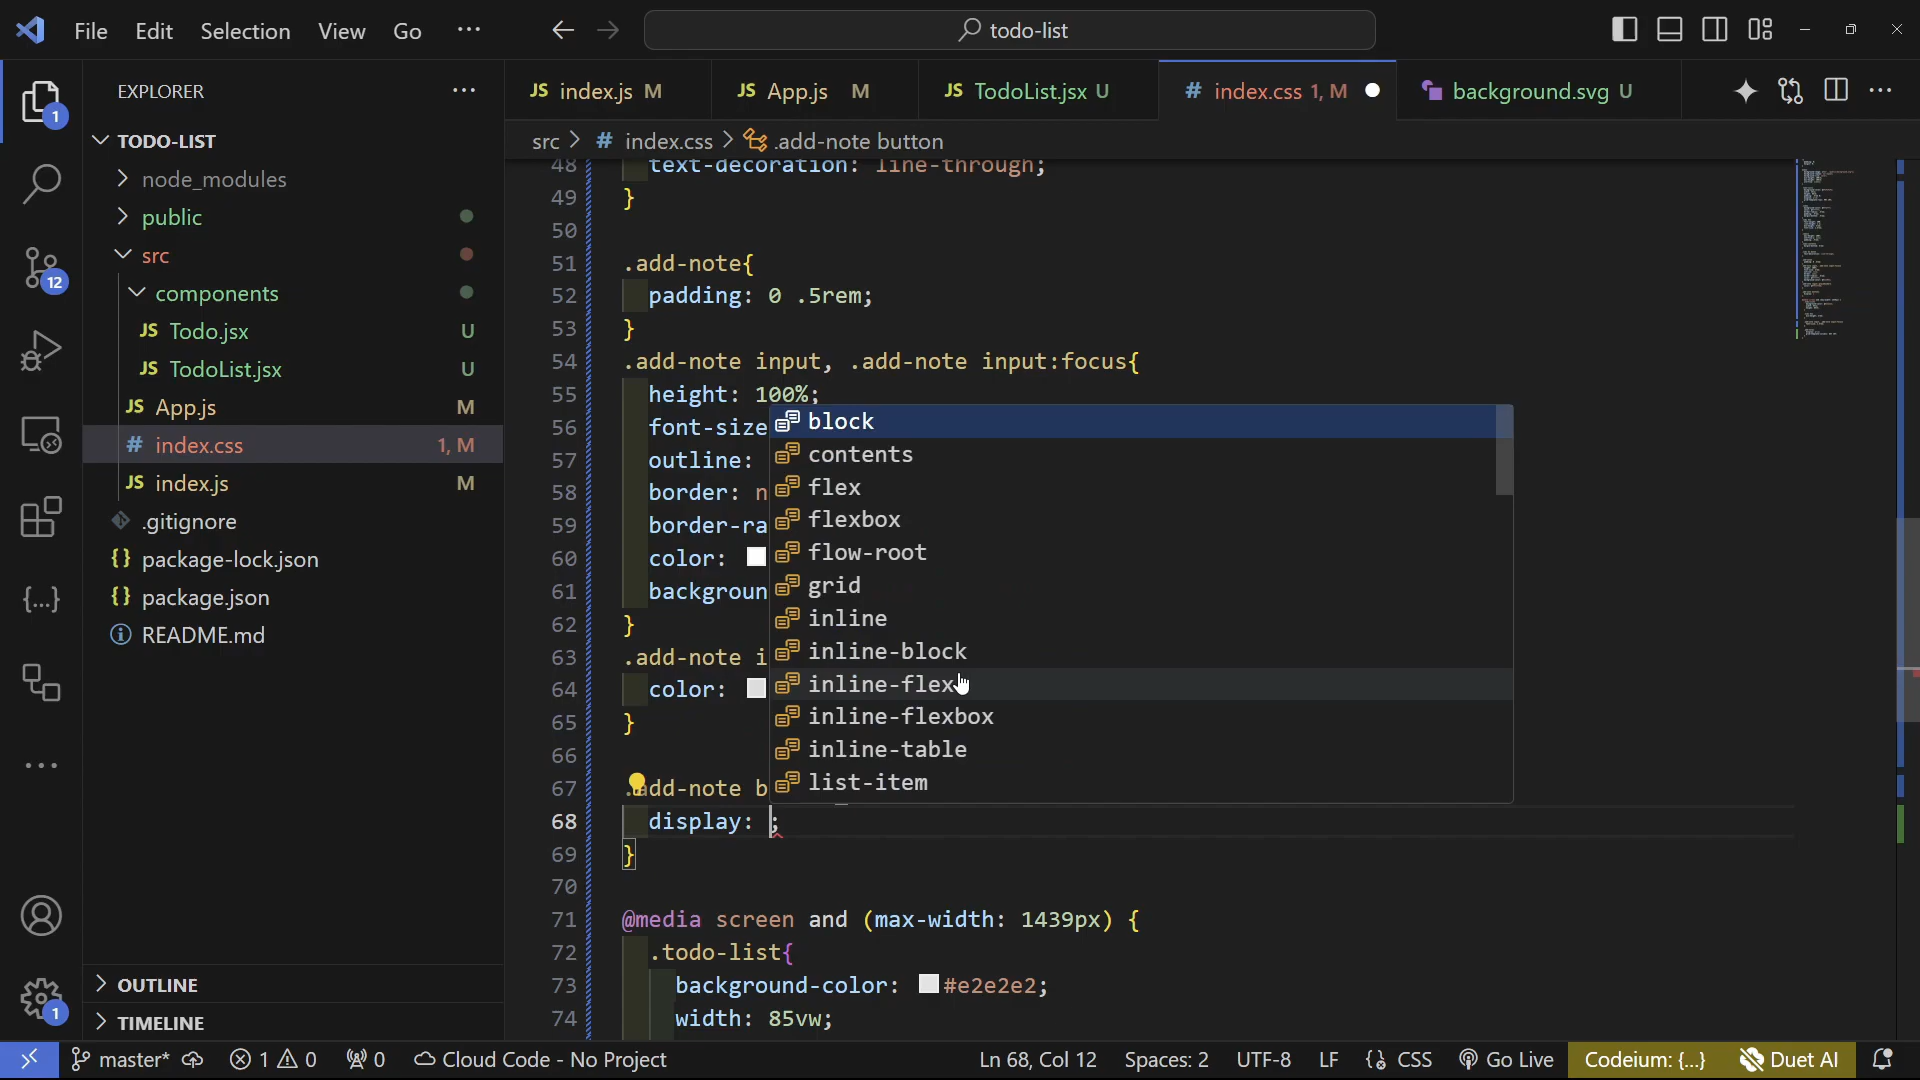 File Edit Selection View Go ··· todo-list
EXPLORER ···
JS index.js M JS App.js M JS TodoList.jsx U # index.css 1, M background.svg U ···
src > # index.css > .add-note button
TODO-LIST
node_modules
public
src
components
JS Todo.jsx U
JS TodoList.jsx U
JS App.js M
# index.css 1, M
JS index.js M
.gitignore
{} package-lock.json
{} package.json
README.md
OUTLINE
TIMELINE
1
12
1
48 text-decoration: line-through;
49 }
50
51 .add-note{
52 padding: 0 .5rem;
53 }
54 .add-note input, .add-note input:focus{
55 height: 100%;
56 font-size
57 outline:
58 border: n
59 border-ra
60 color:
61 backgroun
62 }
63 .add-note i
64 color:
65 }
66
67 .add-note b
68 display: ;
69 }
70
71 @media screen and (max-width: 1439px) {
72 .todo-list{
73 background-color: #e2e2e2;
74 width: 85vw;
block
contents
flex
flexbox
flow-root
grid
inline
inline-block
inline-flex
inline-flexbox
inline-table
list-item
master* 1 0 0 Cloud Code - No Project Ln 68, Col 12 Spaces: 2 UTF-8 LF {} CSS Go Live Codeium: {...} Duet AI